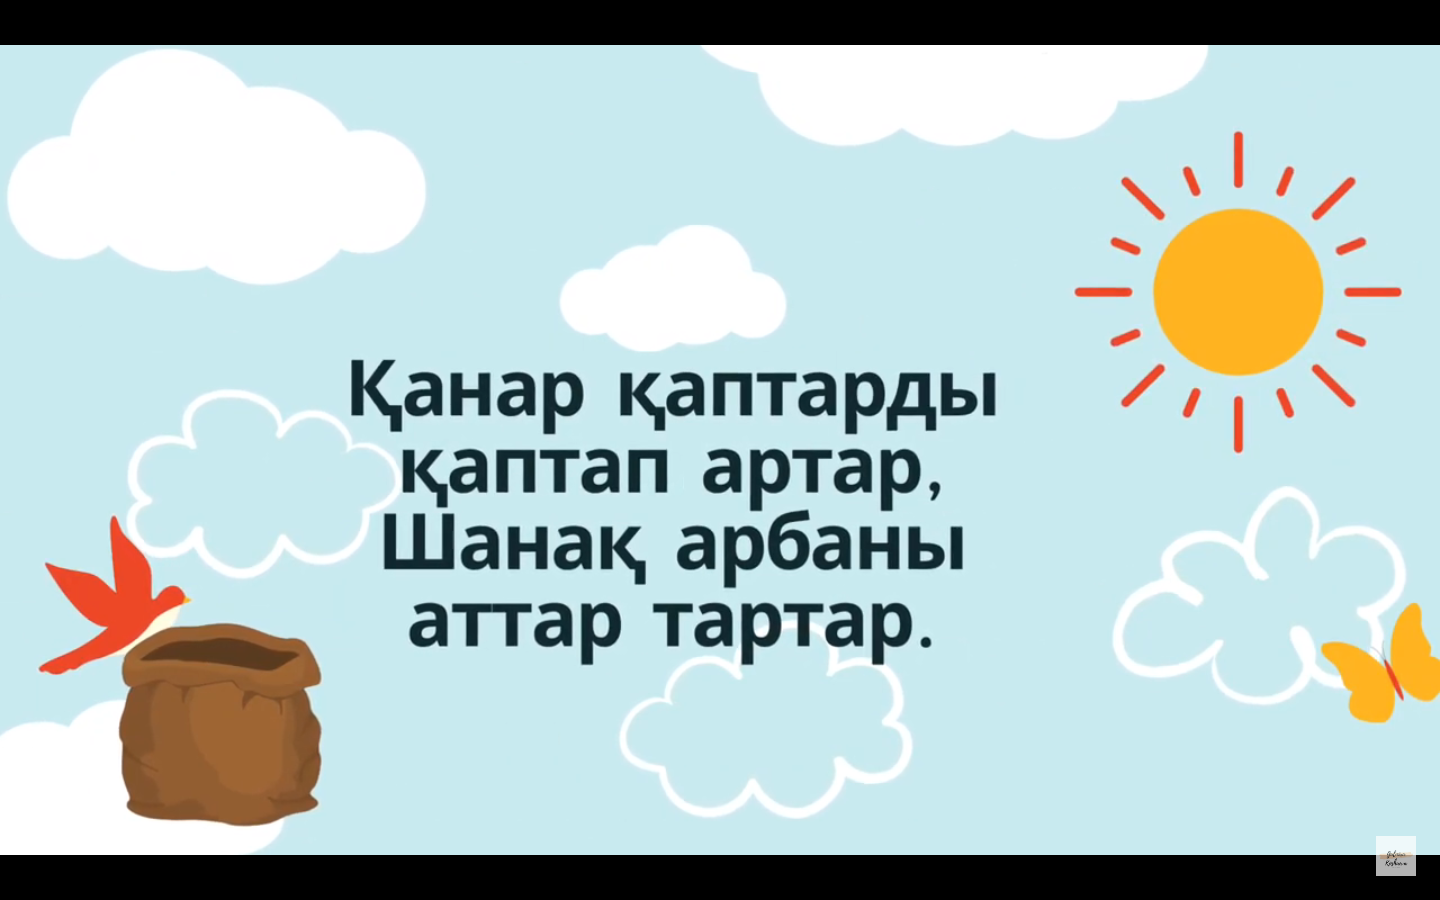 Қанар қаптарды
қаптап артар,
Шанақ арбаны
аттар тартар.